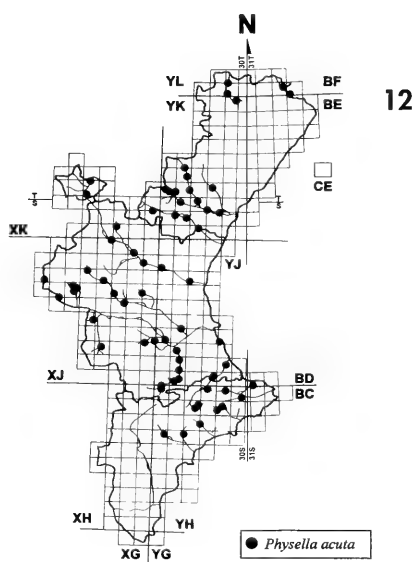 N
30T
31T
YL
BF
YK
BE
12
CE
T
S
T
S
XK
YJ
XJ
BD
BC
30S
31S
XH
YH
XG
YG
Physella acuta